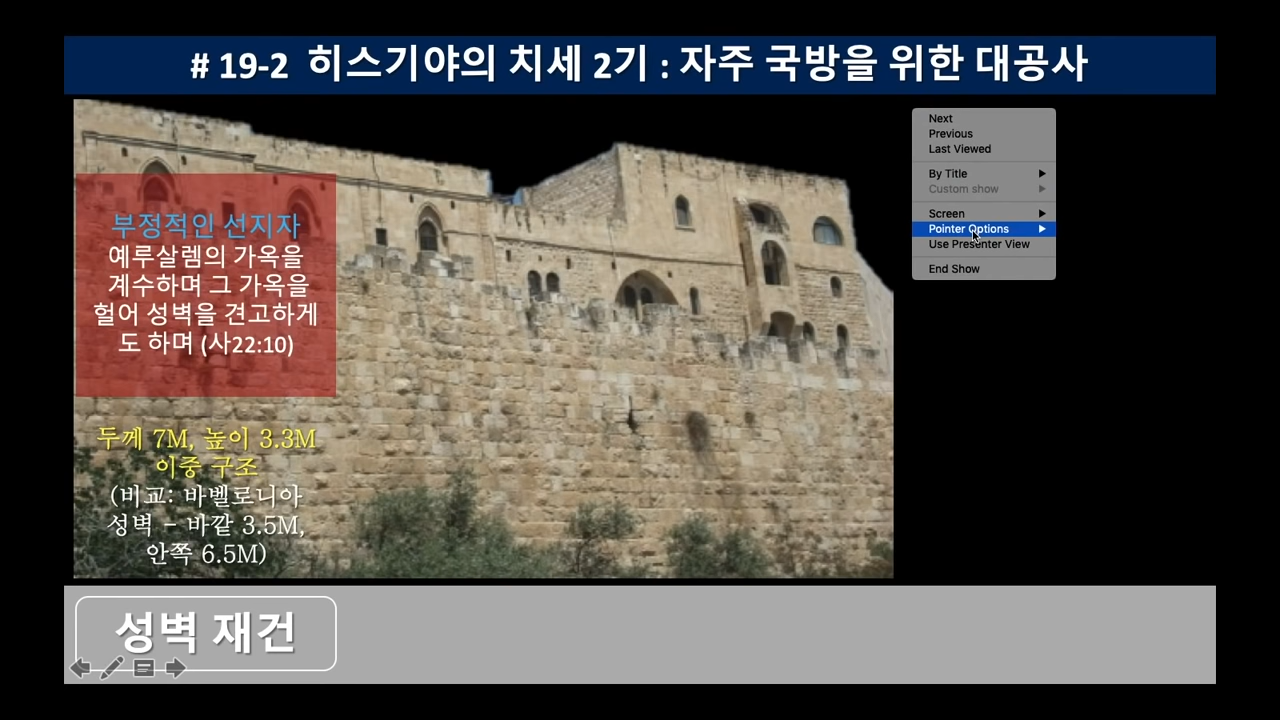 # 19-2 히스기야의 치세 2기 : 자주 국방을 위한 대공사
부정적인 선지자
예루살렘의 가옥을
계수하며 그 가옥을
헐어 성벽을 견고하게
도 하며 (사22:10)
두께 7M, 높이 3.3M
이중 구조
(비교: 바벨로니아
성벽 - 바깥 3.5M,
안쪽 6.5M)
성벽 재건
Next
Previous
Last Viewed
By Title
Custom show
Screen
Pointer Options
Use Presenter View
End Show